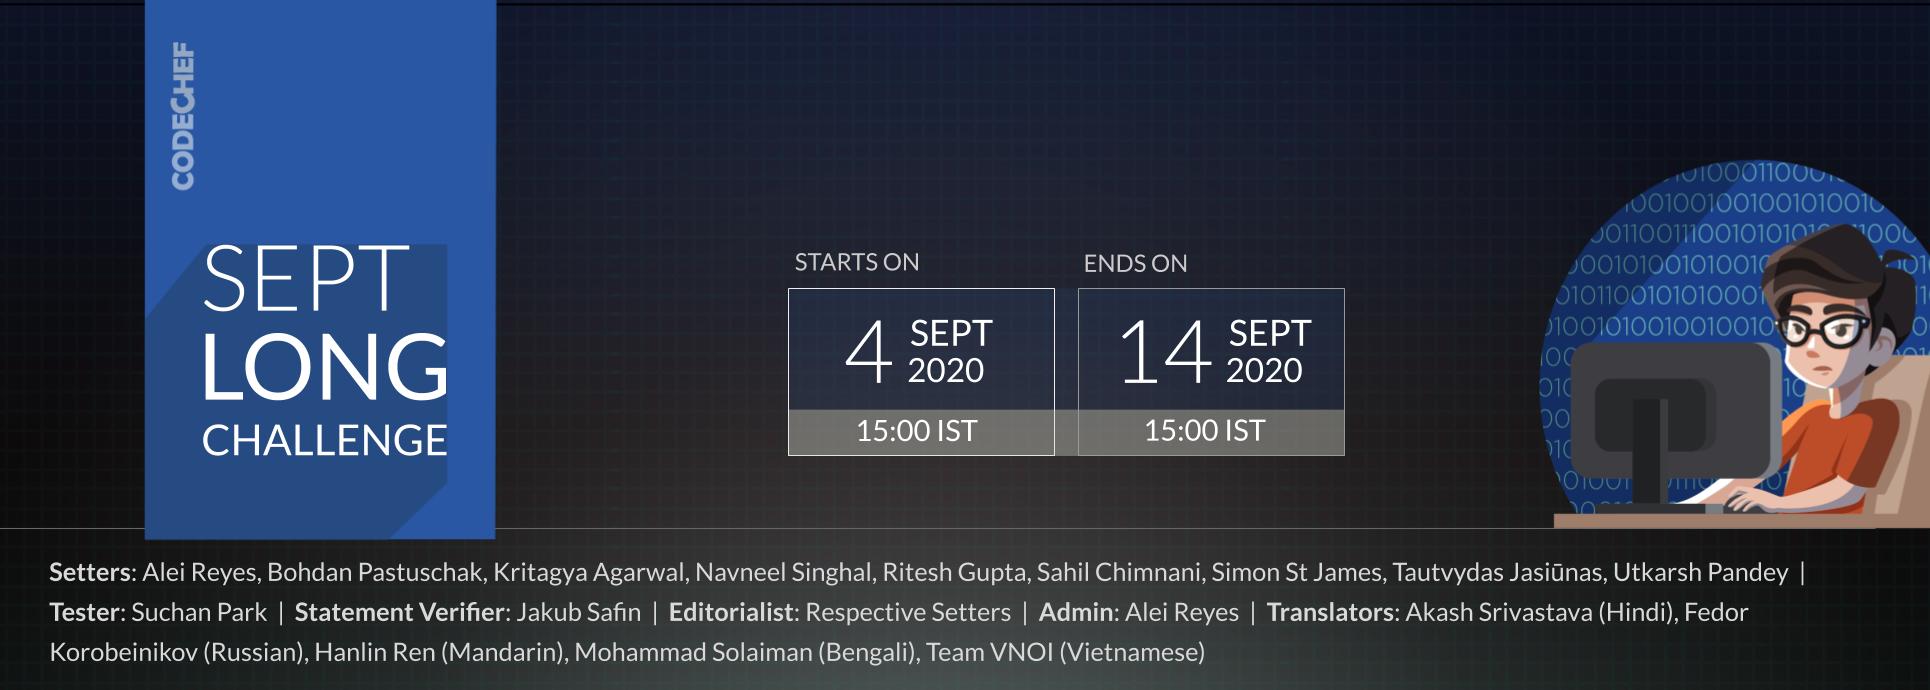 CODECHEF
SEPT
LONG
CHALLENGE
STARTS ON
4 SEPT
2020
15:00 IST
ENDS ON
14 SEPT
2020
15:00 IST
Setters: Alei Reyes, Bohdan Pastuschak, Kritagya Agarwal, Navneel Singhal, Ritesh Gupta, Sahil Chimnani, Simon St James, Tautvydas Jasiūnas, Utkarsh Pandey |
Tester: Suchan Park | Statement Verifier: Jakub Safin | Editorialist: Respective Setters | Admin: Alei Reyes | Translators: Akash Srivastava (Hindi), Fedor
Korobeinikov (Russian), Hanlin Ren (Mandarin), Mohammad Solaiman (Bengali), Team VNOI (Vietnamese)